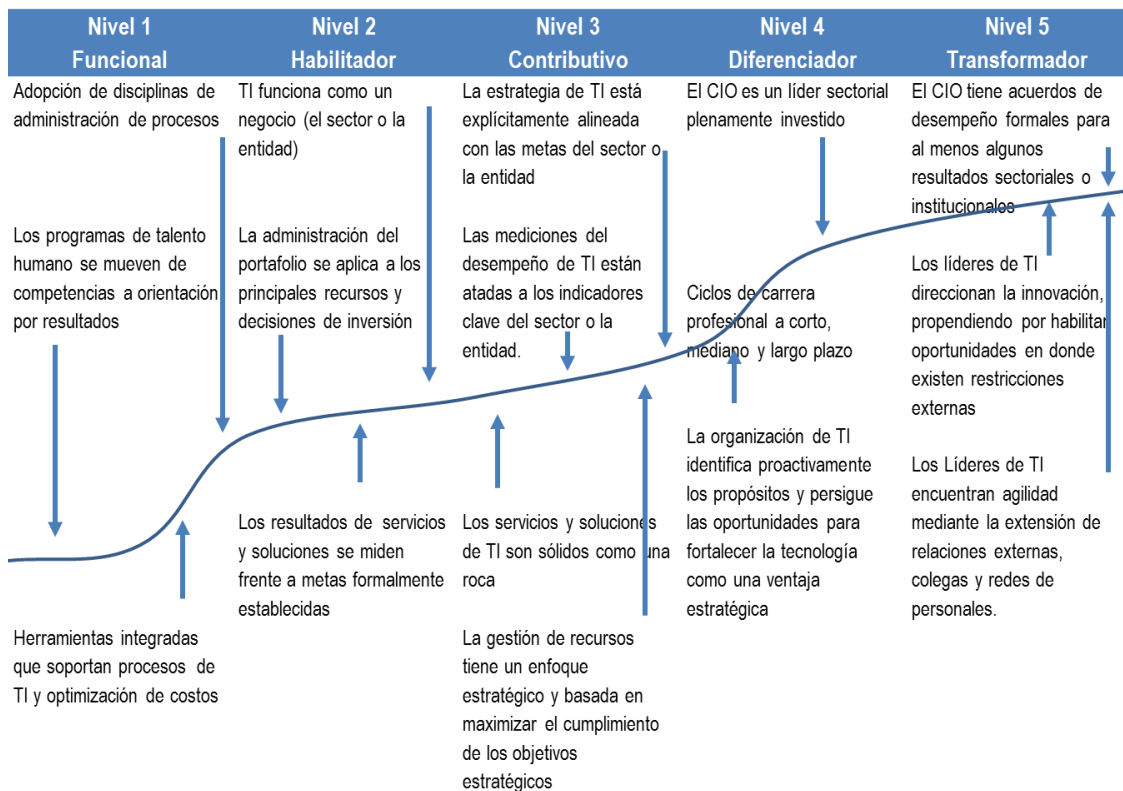 Nivel 1
Funcional
Nivel 2
Habilitador
Nivel 3
Contributivo
Nivel 4
Diferenciador
Nivel 5
Transformador
Adopción de disciplinas de
administración de procesos
Los programas de talento
humano se mueven de
competencias a orientación
por resultados
Herramientas integradas
que soportan procesos de
TI y optimización de costos
TI funciona como un
negocio (el sector o la
entidad)
La administración del
portafolio se aplica a los
principales recursos y
decisiones de inversión
Los resultados de servicios
y soluciones se miden
frente a metas formalmente
establecidas
La estrategia de TI está
explícitamente alineada
con las metas del sector o
la entidad
Las mediciones del
desempeño de TI están
atadas a los indicadores
clave del sector o la
entidad.
Los servicios y soluciones
de TI son sólidos como una
roca
La gestión de recursos
tiene un enfoque
estratégico y basada en
maximizar el cumplimiento
de los objetivos
estratégicos
El CIO es un líder sectorial
plenamente investido
Ciclos de carrera
profesional a corto,
mediano y largo plazo
La organización de TI
identifica proactivamente
los propósitos y persigue
las oportunidades para
fortalecer la tecnología
como una ventaja
estratégica
El CIO tiene acuerdos de
desempeño formales para
al menos algunos
resultados sectoriales o
institucionalos
Los líderes de TI
direccionan la innovación,
propendiendo por habilitar
oportunidades en donde
existen restricciones
externas
Los Líderes de TI
encuentran agilidad
mediante la extensión de
relaciones externas,
colegas y redes de
personales.